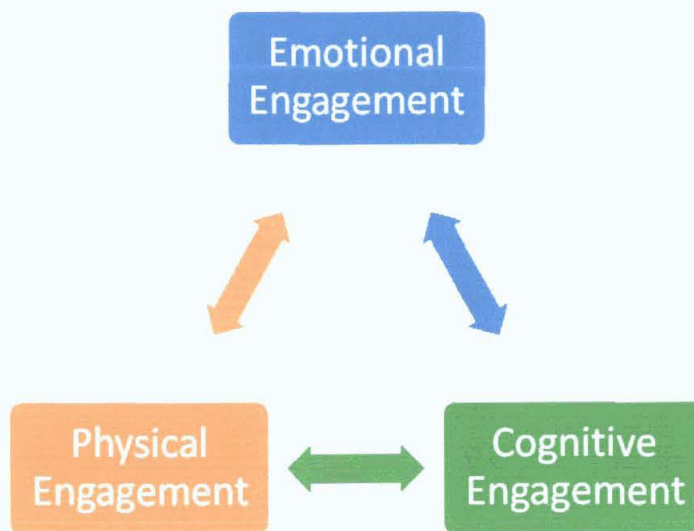 Emotional
Engagement
Physical
Engagement
Cognitive
Engagement